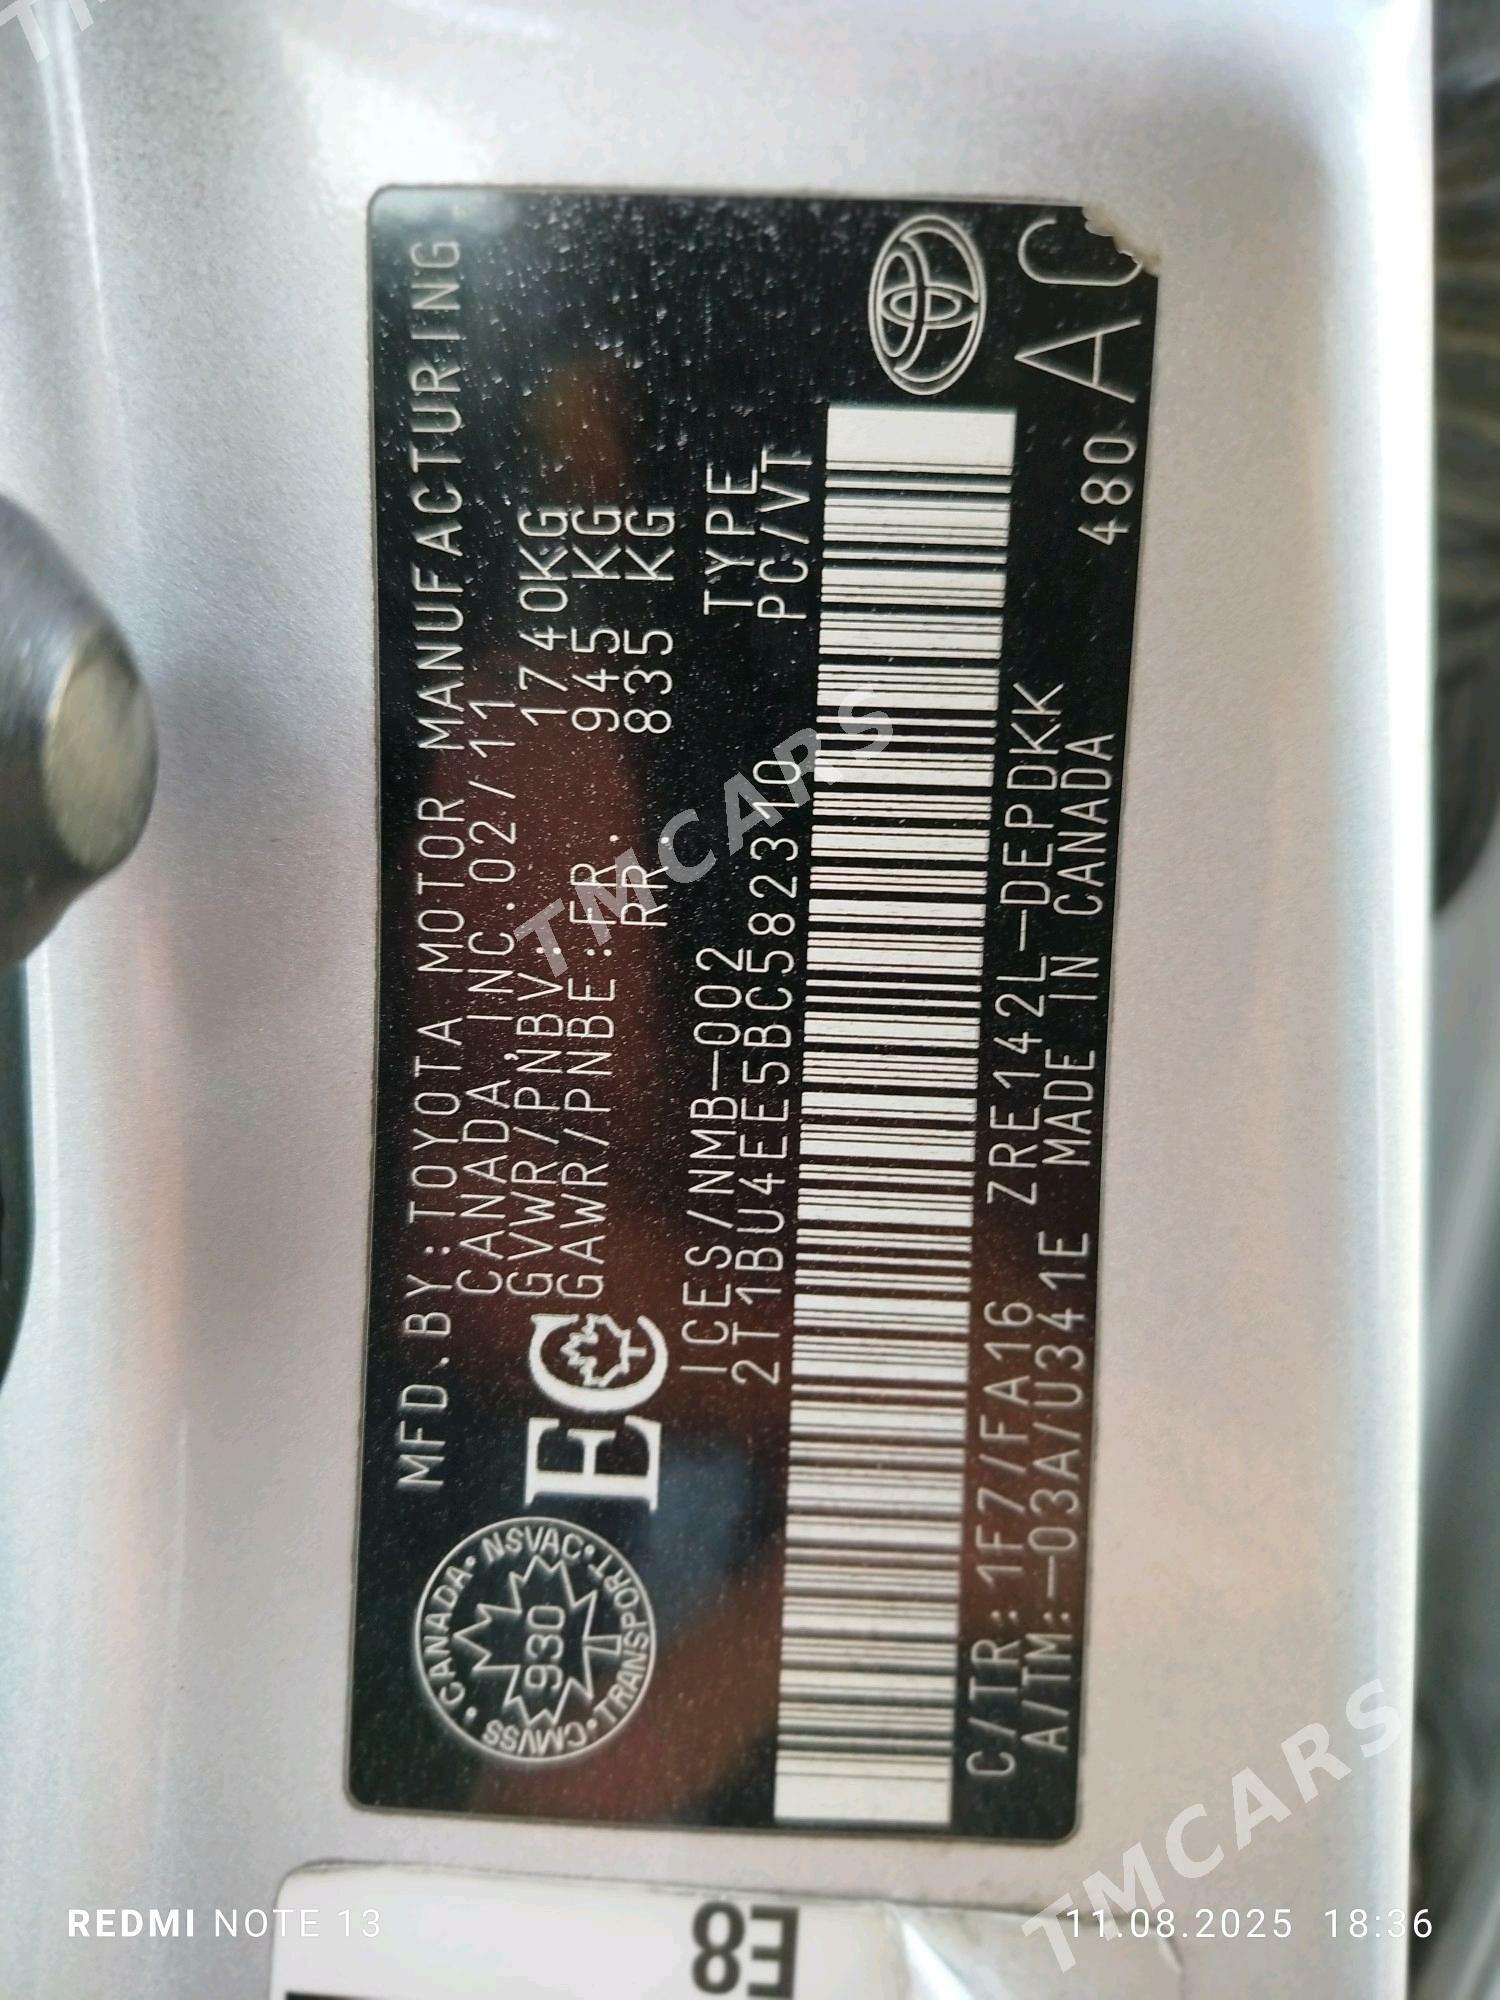 MFD.BY:TOYOTA MOTOR MANUFACTURING
CANADA, INC.02/11
GVWR/PNBV: 1740KG
GAWR/PNBE:FR. 945 KG
RR. 835 KG
EC
CANADA • NSVAC • TRANSPORT • CMVSS
930
ICES/NMB-002
TYPE
2T1BU4EE5BC582310
PC/VT
C/TR:1F7/FA16 ZRE142L-DEPDKK
A/TM:-03A/U341E MADE IN CANADA
480 AC
E8
TMCARS
TMCARS
REDMI NOTE 13
11.08.2025 18:36